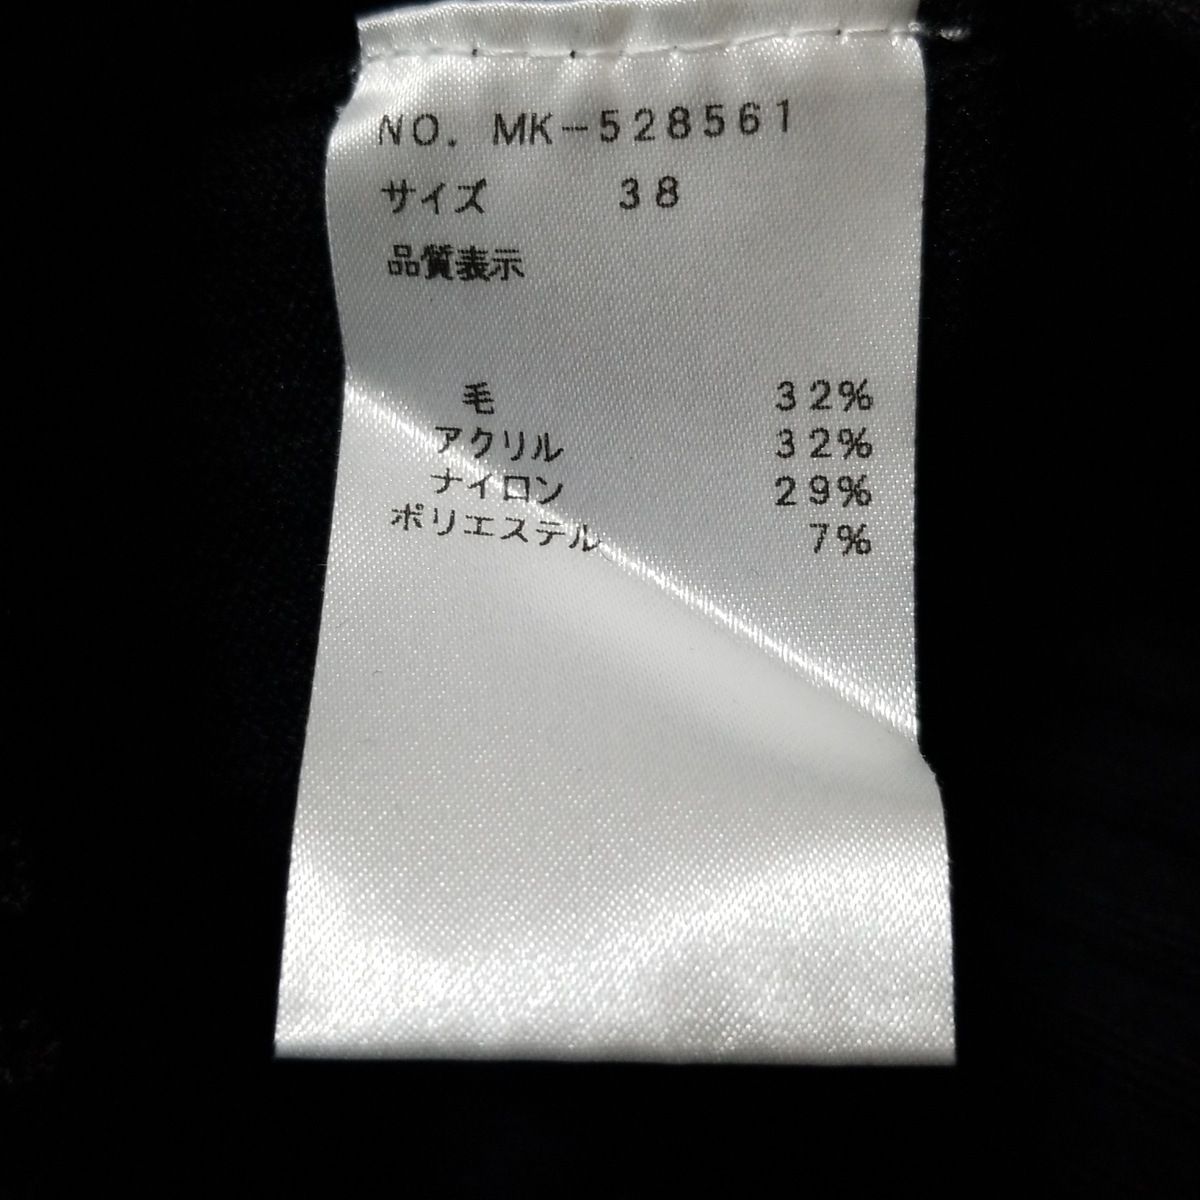 NO. MK-528561
サイズ 38
品質表示
毛 32%
アクリル 32%
ナイロン 29%
ポリエステル 7%